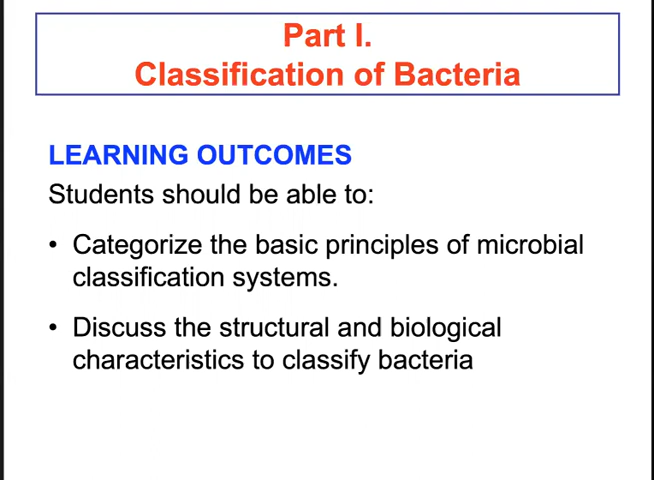 Part I.
Classification of Bacteria
LEARNING OUTCOMES
Students should be able to:
• Categorize the basic principles of microbial
classification systems.
• Discuss the structural and biological
characteristics to classify bacteria